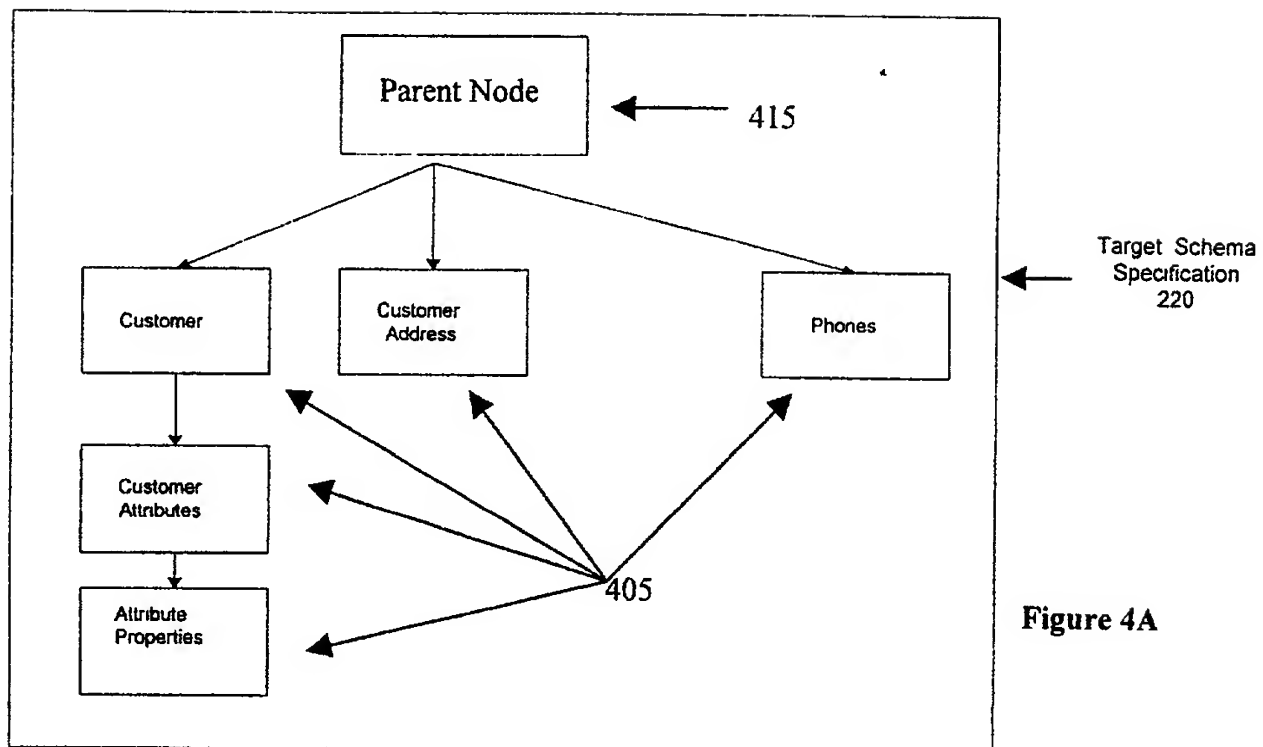 Parent Node
415
Target Schema
Specification
220
Customer
Customer
Address
Phones
Customer
Attributes
405
Attribute
Properties
Figure 4A